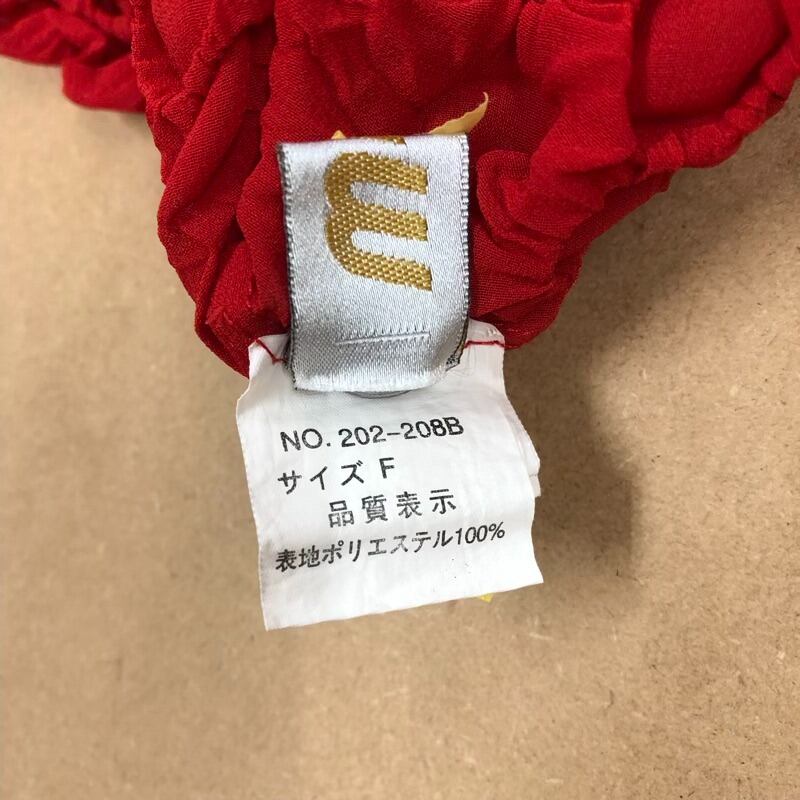 NO. 202-208B
サイズ F
品質表示
表地ポリエステル100%